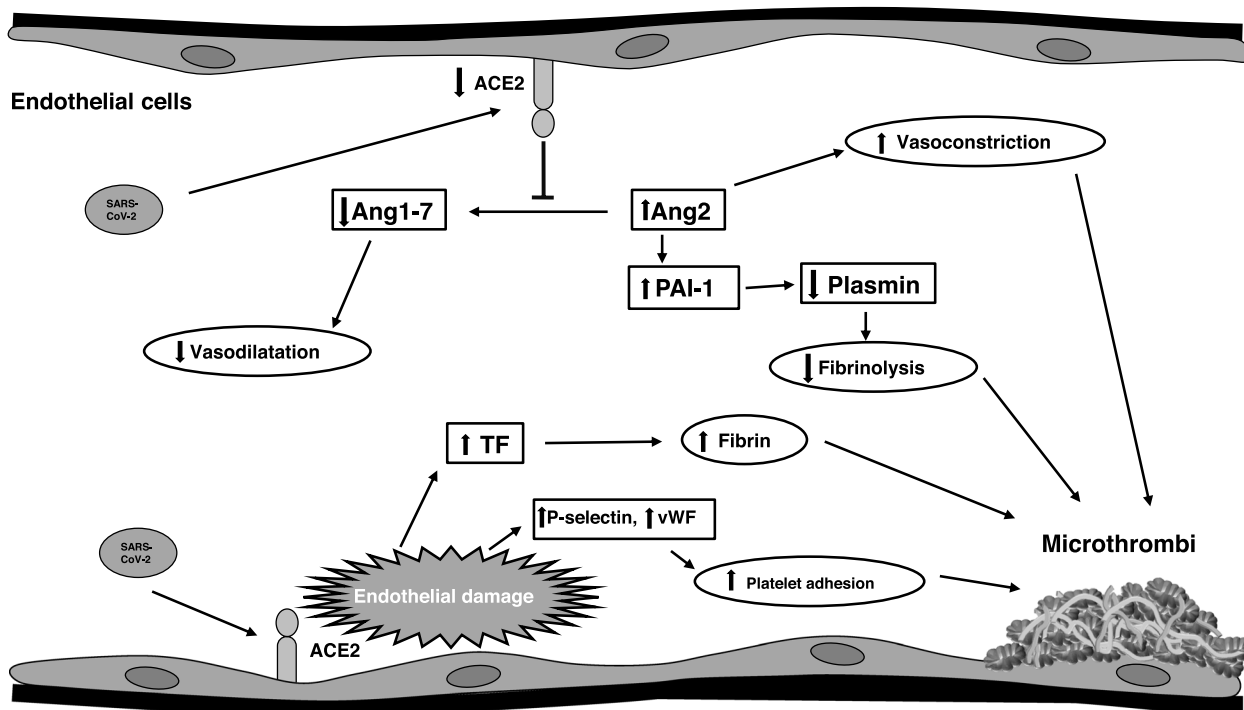 ACE2
Endothelial cells
Vasoconstriction
SARS-
CoV-2
Ang1-7
Ang2
PAI-1
Plasmin
Vasodilatation
Fibrinolysis
TF
Fibrin
P-selectin, vWF
SARS-
CoV-2
Microthrombi
Platelet adhesion
Endothelial damage
ACE2